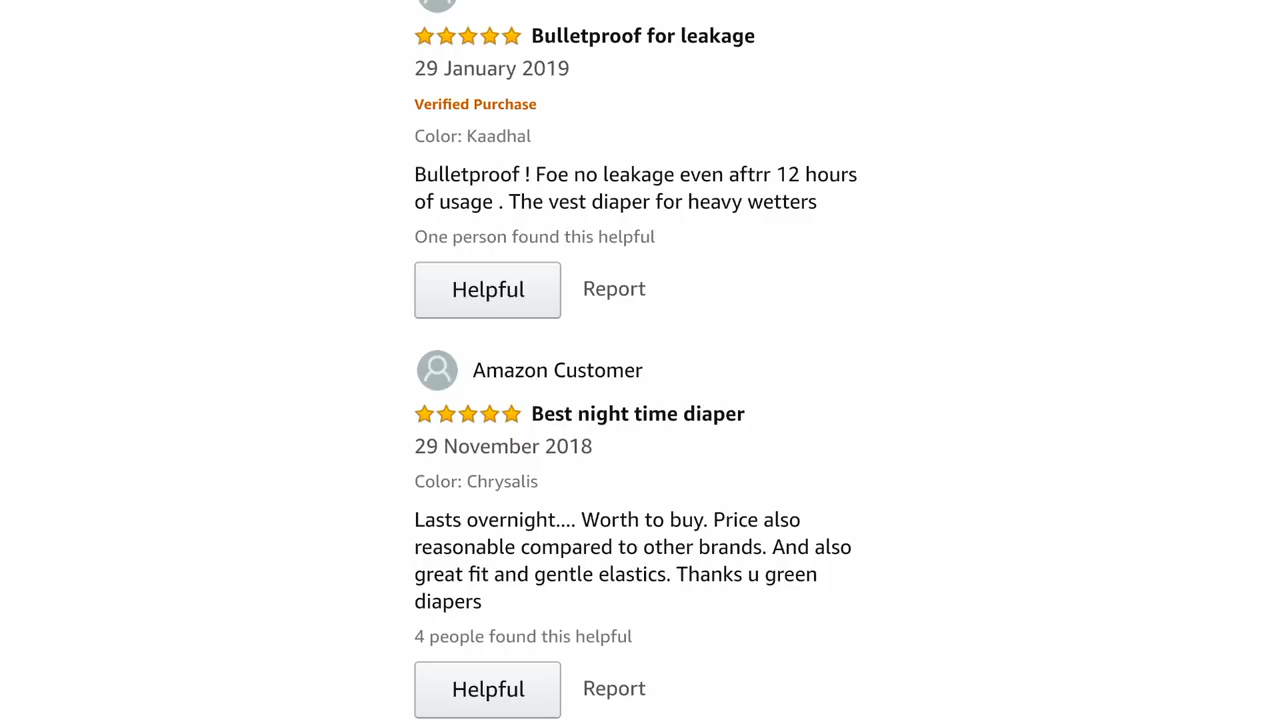 Bulletproof for leakage
29 January 2019
Verified Purchase
Color: Kaadhal
Bulletproof ! Foe no leakage even aftrr 12 hours
of usage . The vest diaper for heavy wetters
One person found this helpful
Helpful Report
Amazon Customer
Best night time diaper
29 November 2018
Color: Chrysalis
Lasts overnight.... Worth to buy. Price also
reasonable compared to other brands. And also
great fit and gentle elastics. Thanks u green
diapers
4 people found this helpful
Helpful Report